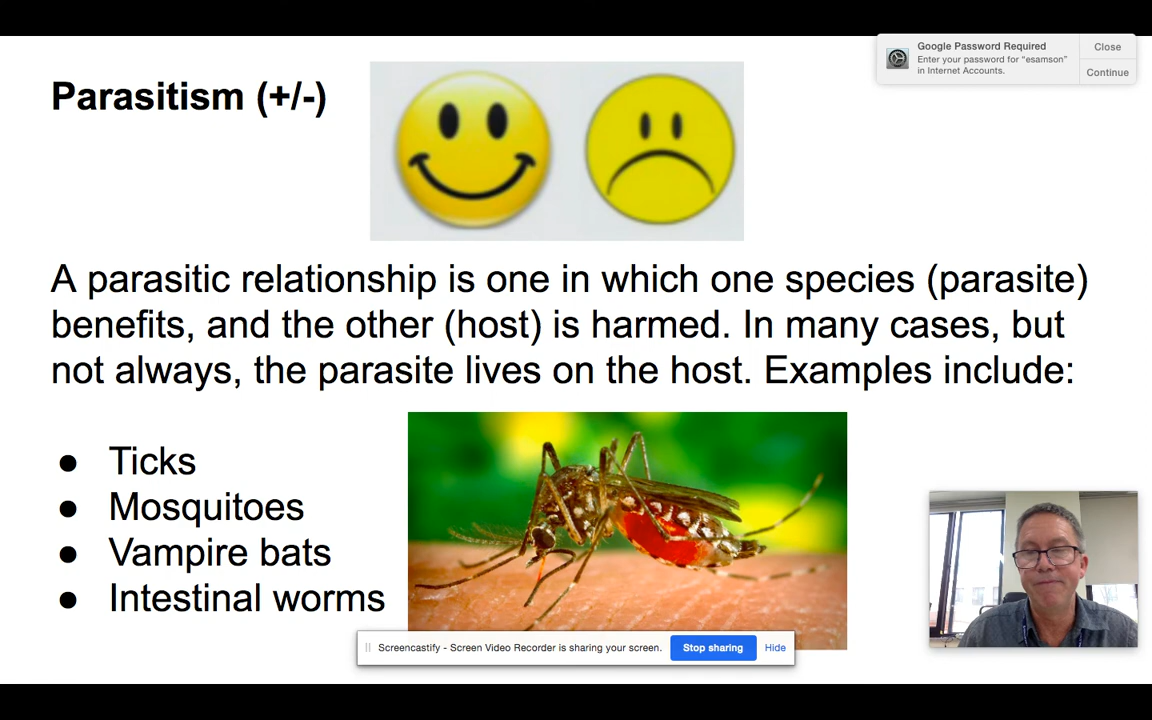 Google Password Required
Close
Enter your password for "esamson"
in Internet Accounts.
Continue
Parasitism (+/-)
A parasitic relationship is one in which one species (parasite)
benefits, and the other (host) is harmed. In many cases, but
not always, the parasite lives on the host. Examples include:
● Ticks
● Mosquitoes
● Vampire bats
● Intestinal worms
Screencastify - Screen Video Recorder is sharing your screen.
Stop sharing
Hide